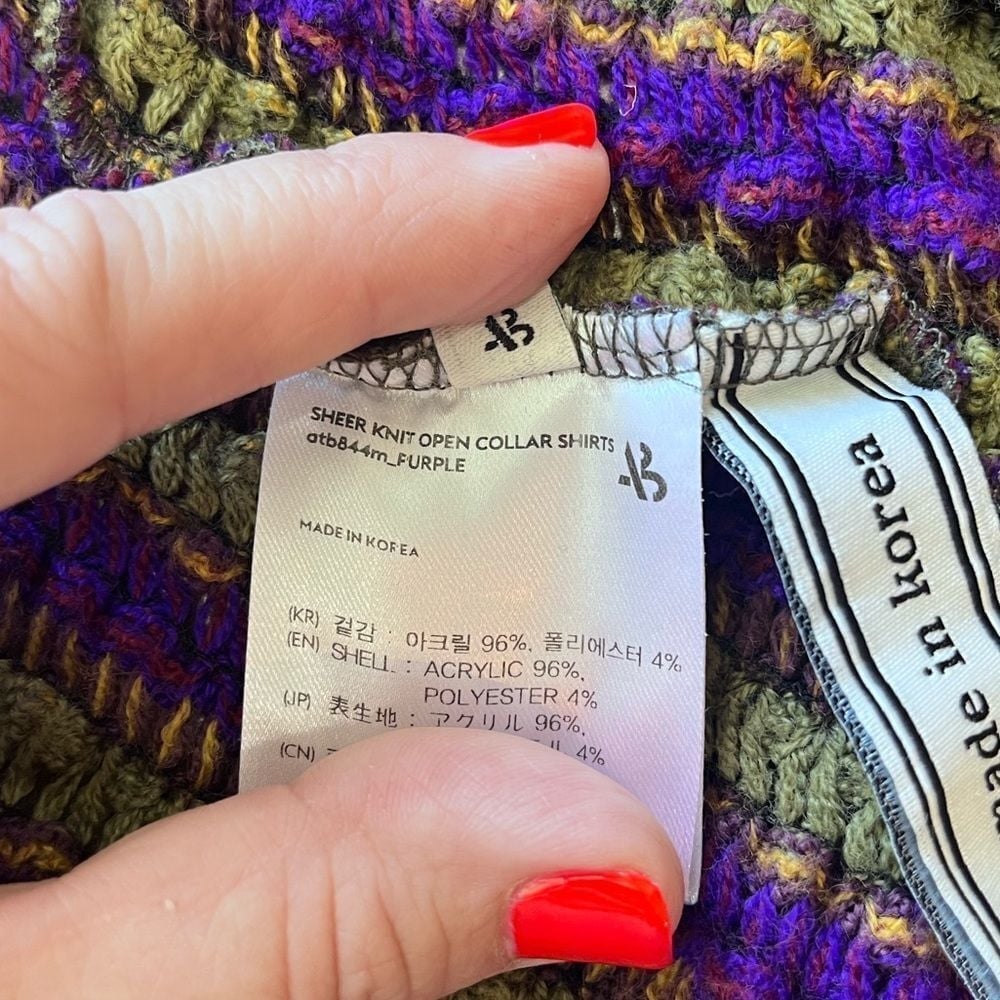 SHEER KNIT OPEN COLLAR SHIRTS
atb844m_PURPLE
MADE IN KOREA
(KR) 겉감 : 아크릴 96%, 폴리에스터 4%
(EN) SHELL : ACRYLIC 96%,
POLYESTER 4%
(JP) 表生地 : アクリル 96%,
4%
(CN)
made in Korea